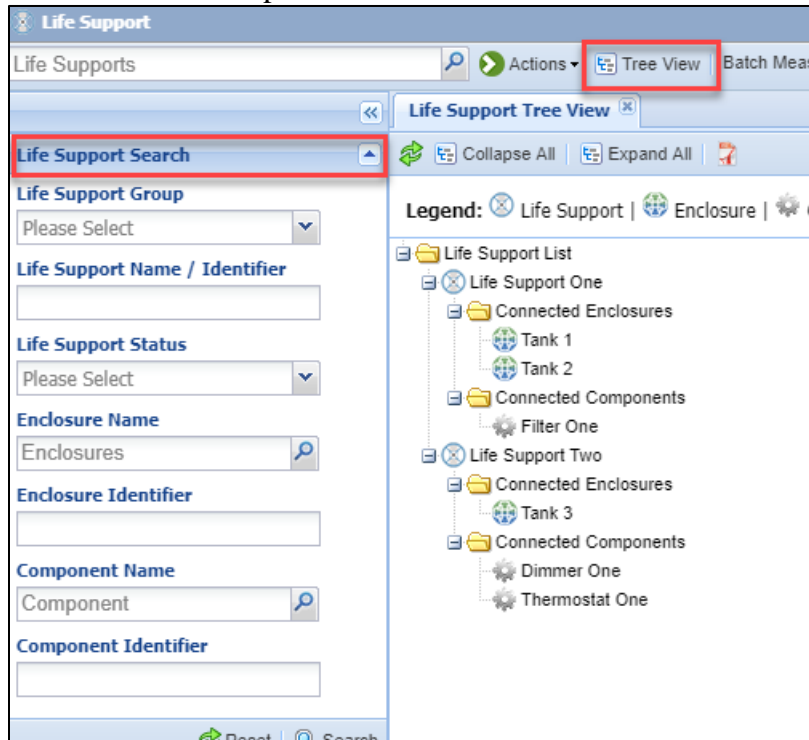 Life Support
Life Supports
Actions
Tree View
Batch
Life Support Tree View
Life Support Search
Collapse All
Expand All
Life Support Group
Please Select
Legend: Life Support | Enclosure |
Life Support Name / Identifier
Life Support Status
Please Select
Enclosure Name
Enclosures
Enclosure Identifier
Component Name
Component
Component Identifier
Reset
Search
Life Support List
Life Support One
Connected Enclosures
Tank 1
Tank 2
Connected Components
Filter One
Life Support Two
Connected Enclosures
Tank 3
Connected Components
Dimmer One
Thermostat One